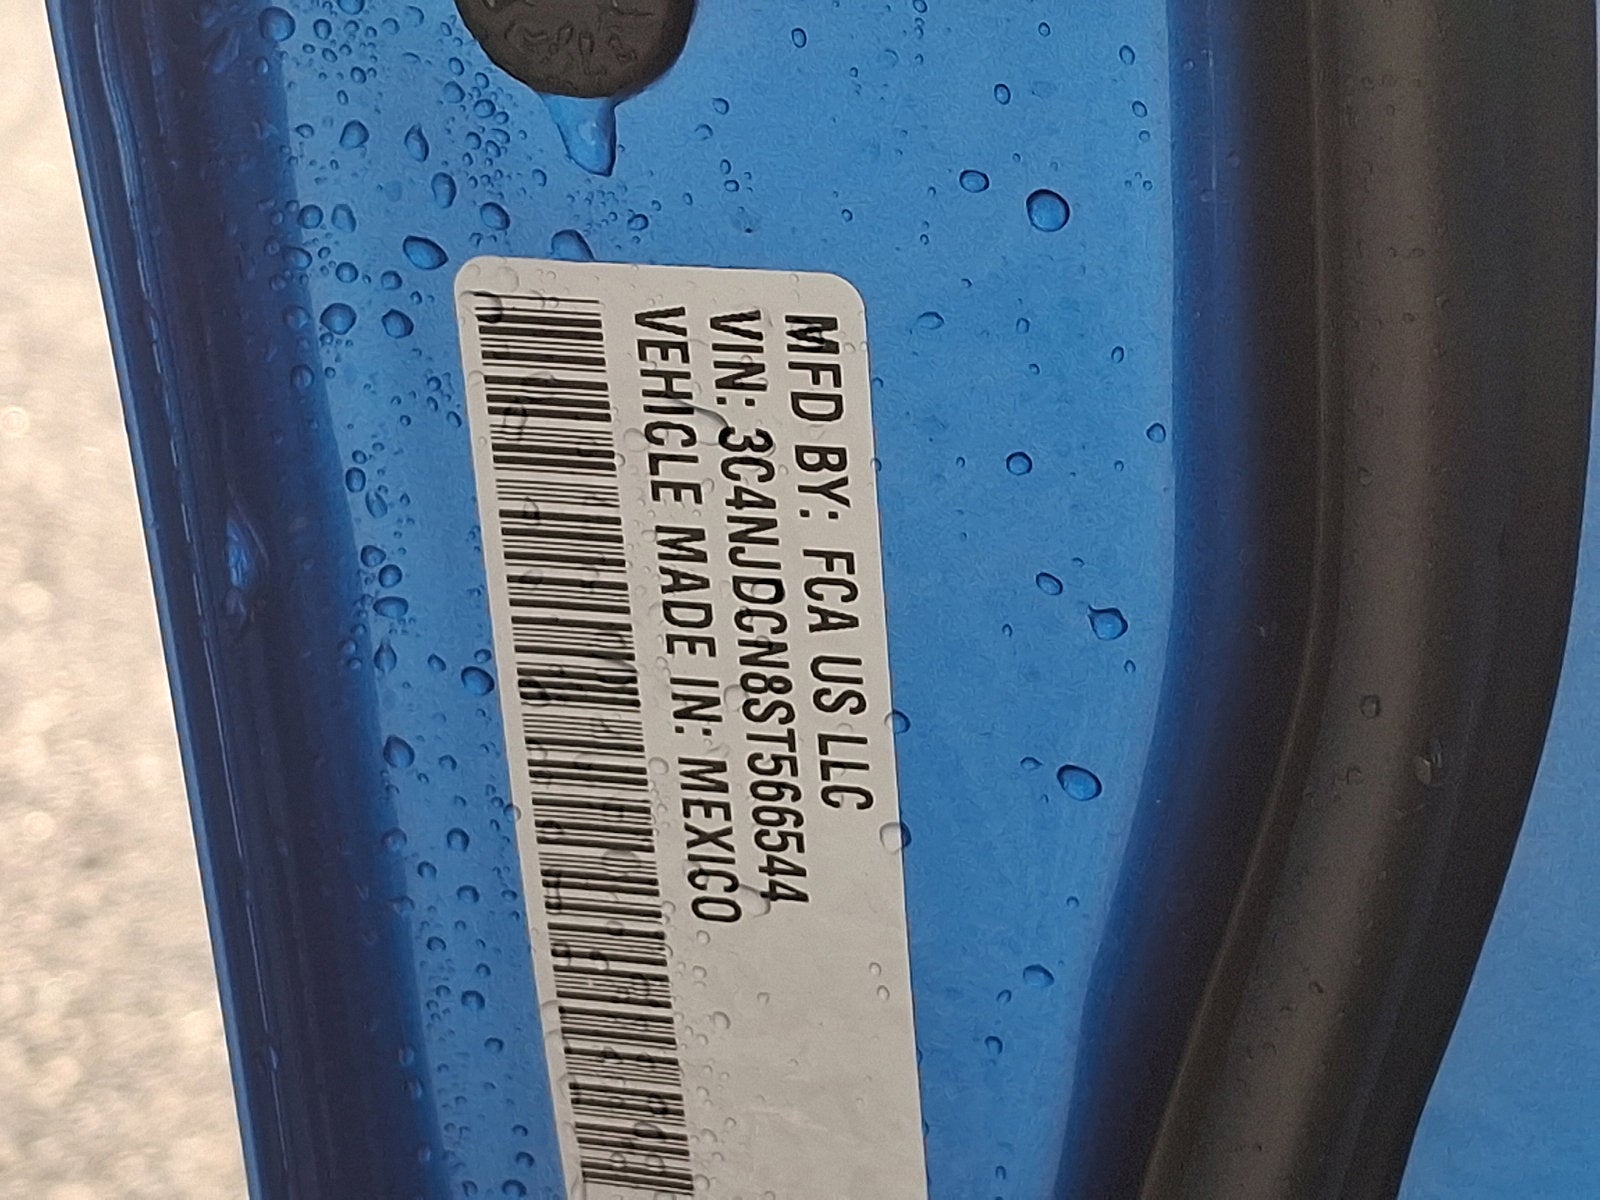 MFD BY: FCA US LLC
VIN: 3C4NJDCN8ST566544
VEHICLE MADE IN: MEXICO